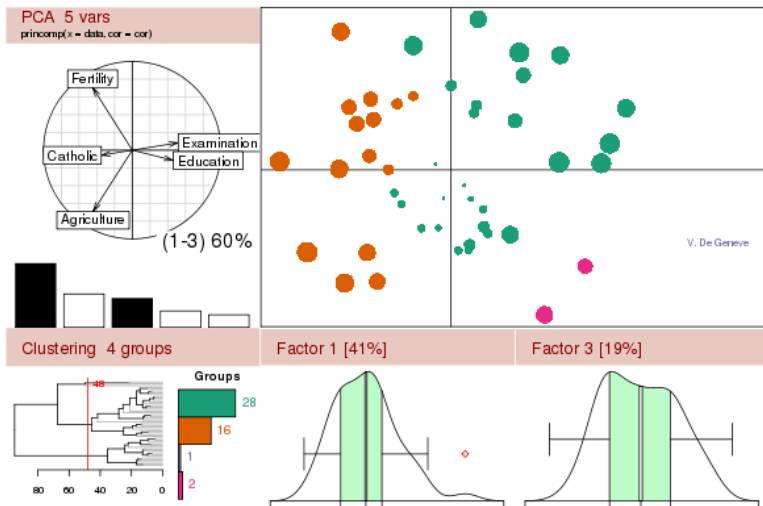 PCA 5 vars
princomp(x = data, cor = cor)
Fertility
Examination
Catholic
Education
Agriculture
(1-3) 60%
V. De Geneve
Clustering 4 groups
Factor 1 [41%]
Factor 3 [19%]
48
Groups
28
16
1
2
80 60 40 20 0